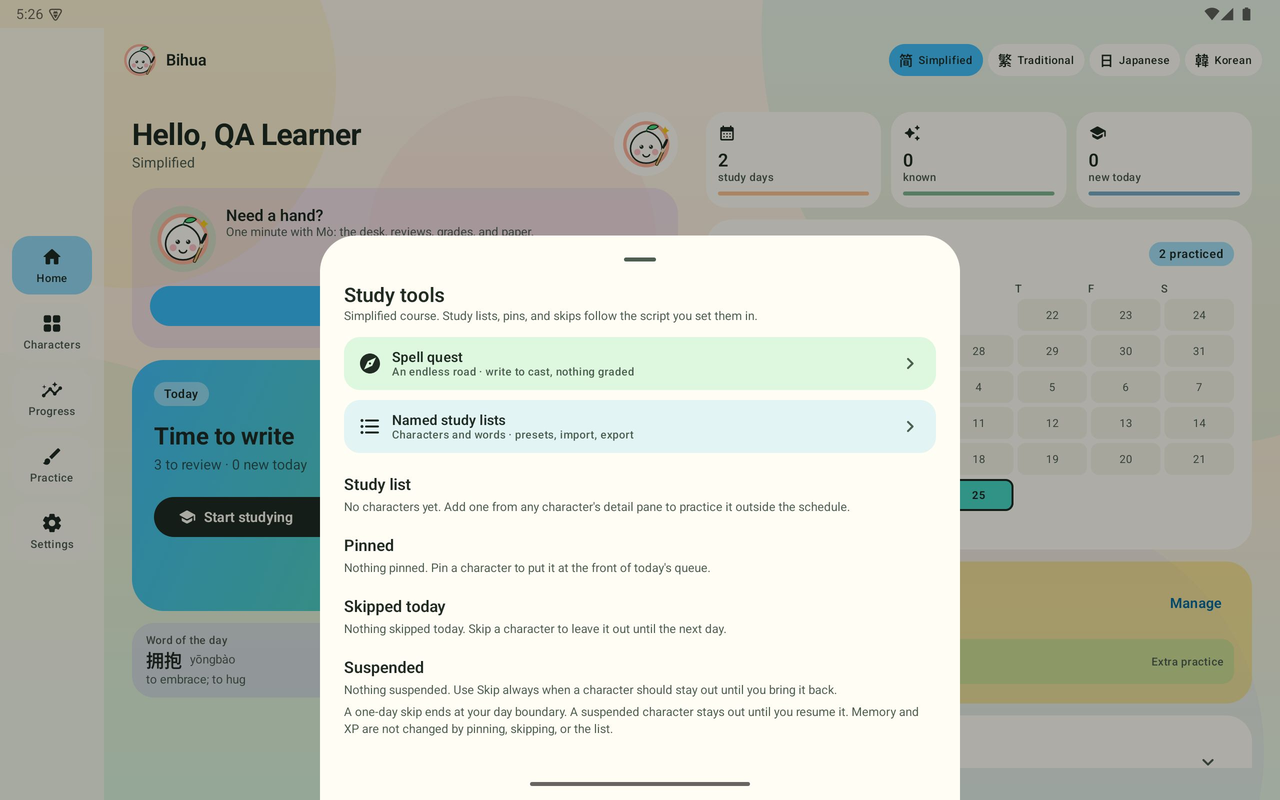 5:26
Bihua
简 Simplified
繁 Traditional
日 Japanese
韓 Korean
Hello, QA Learner
Simplified
2
study days
0
known
0
new today
Home
Characters
Progress
Practice
Settings
Need a hand?
One minute with Mò: the desk, reviews, grades, and paper.
Today
Time to write
3 to review · 0 new today
Start studying
Word of the day
拥抱 yōngbào
to embrace; to hug
2 practiced
T F S
22 23 24
28 29 30 31
4 5 6 7
11 12 13 14
18 19 20 21
25
Manage
Extra practice
Study tools
Simplified course. Study lists, pins, and skips follow the script you set them in.
Spell quest
An endless road · write to cast, nothing graded
Named study lists
Characters and words · presets, import, export
Study list
No characters yet. Add one from any character's detail pane to practice it outside the schedule.
Pinned
Nothing pinned. Pin a character to put it at the front of today's queue.
Skipped today
Nothing skipped today. Skip a character to leave it out until the next day.
Suspended
Nothing suspended. Use Skip always when a character should stay out until you bring it back.
A one-day skip ends at your day boundary. A suspended character stays out until you resume it. Memory and
XP are not changed by pinning, skipping, or the list.